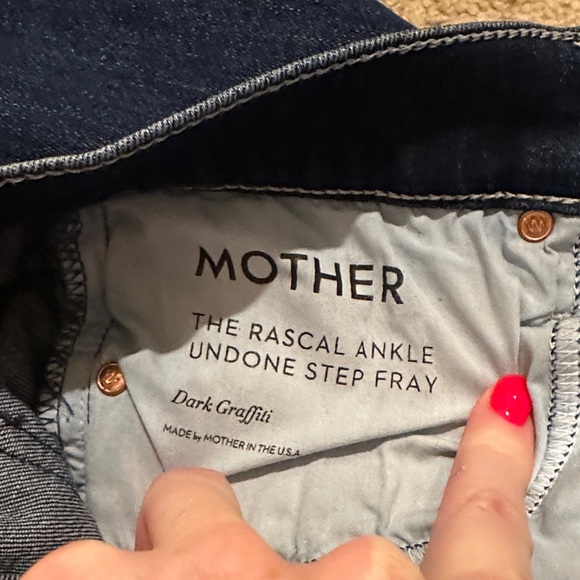 MOTHER
THE RASCAL ANKLE
UNDONE STEP FRAY
Dark Graffiti
MADE by MOTHER IN THE U.S.A